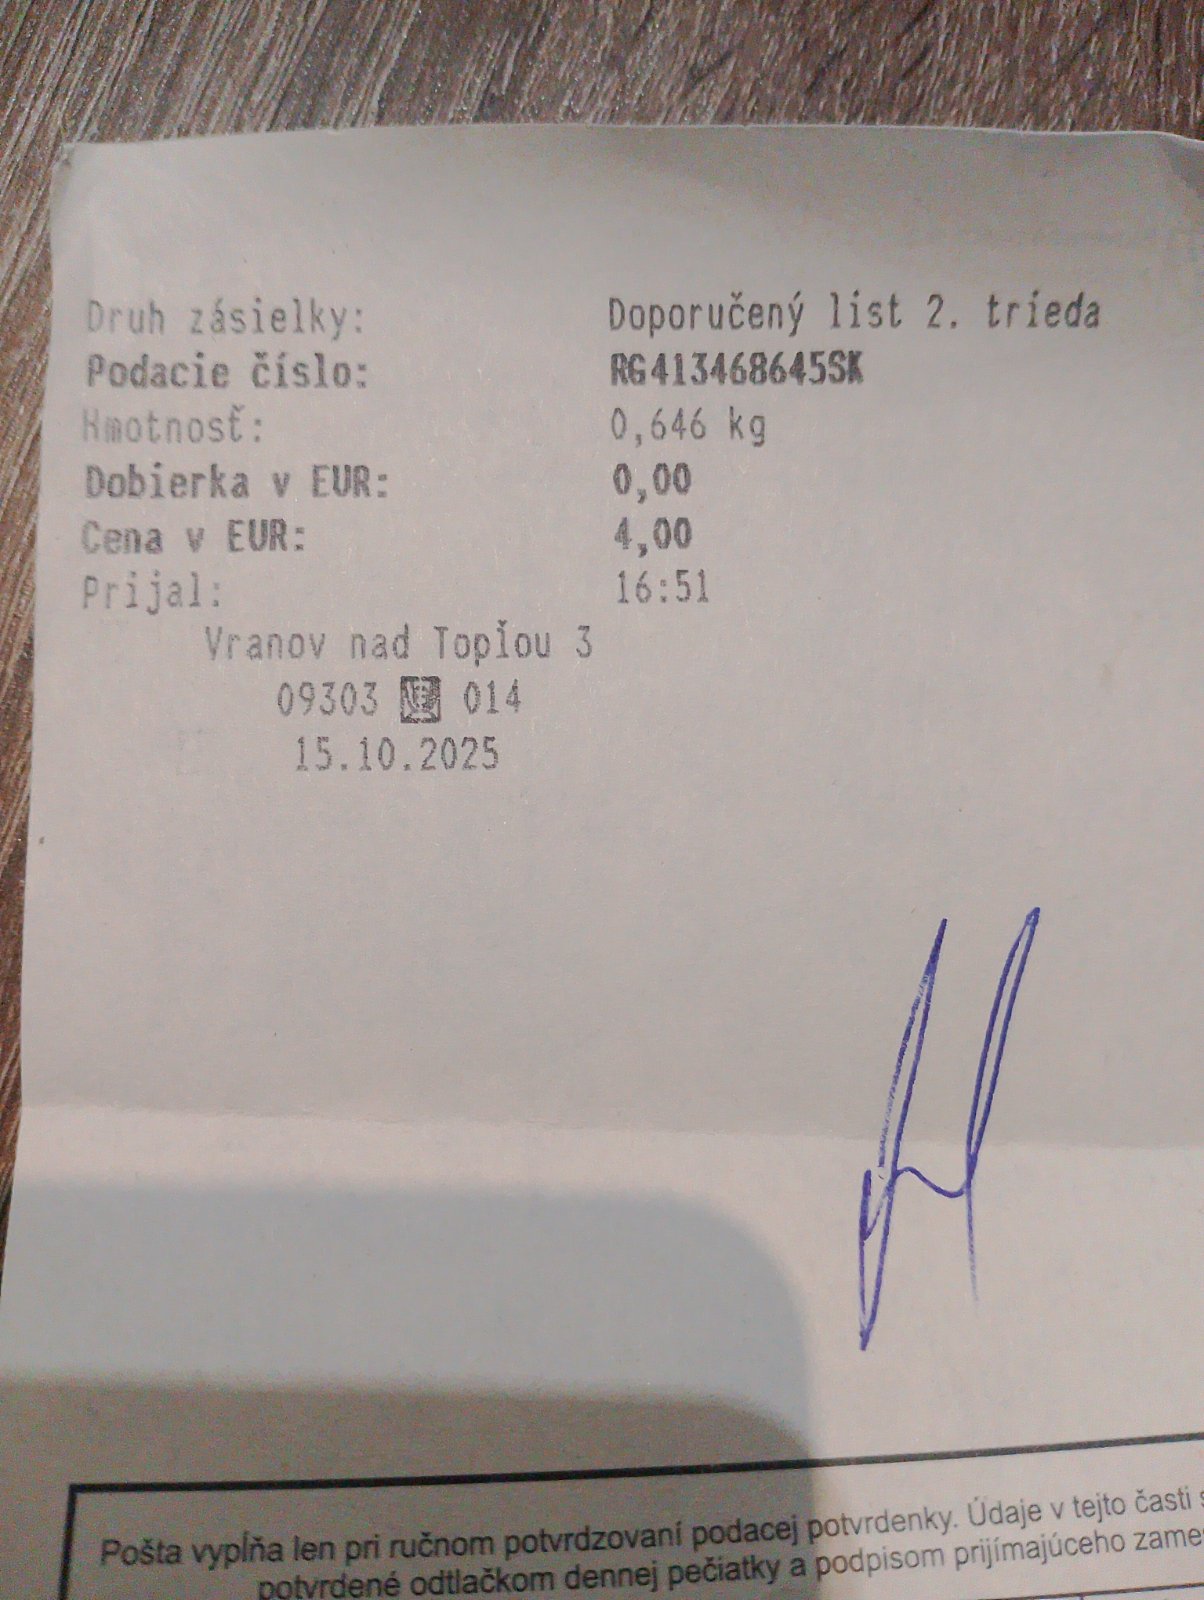 Druh zásielky: Doporučený list 2. trieda
Podacie číslo: RG413468645SK
Hmotnosť: 0,646 kg
Dobierka v EUR: 0,00
Cena v EUR: 4,00
Prijal: 16:51
Vranov nad Topľou 3
09303 014
15.10.2025
Pošta vypĺňa len pri ručnom potvrdzovaní podacej potvrdenky. Údaje v tejto časti
potvrdené odtlačkom dennej pečiatky a podpisom prijímajúceho